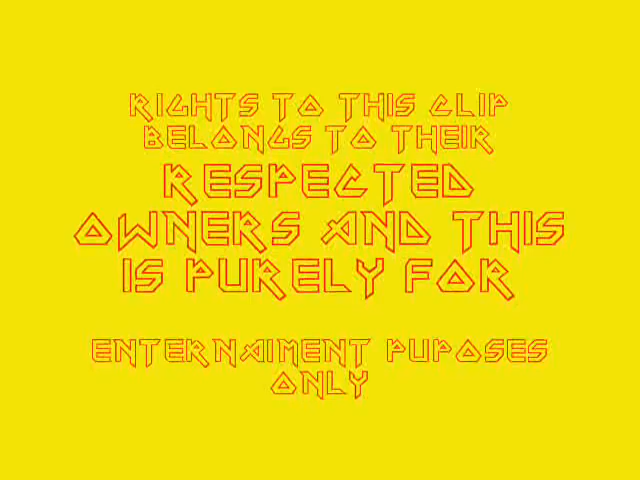 RIGHTS TO THIS CLIP
BELONGS TO THEIR
RESPECTED
OWNERS AND THIS
IS PURELY FOR
ENTERNAIMENT PUPOSES
ONLY